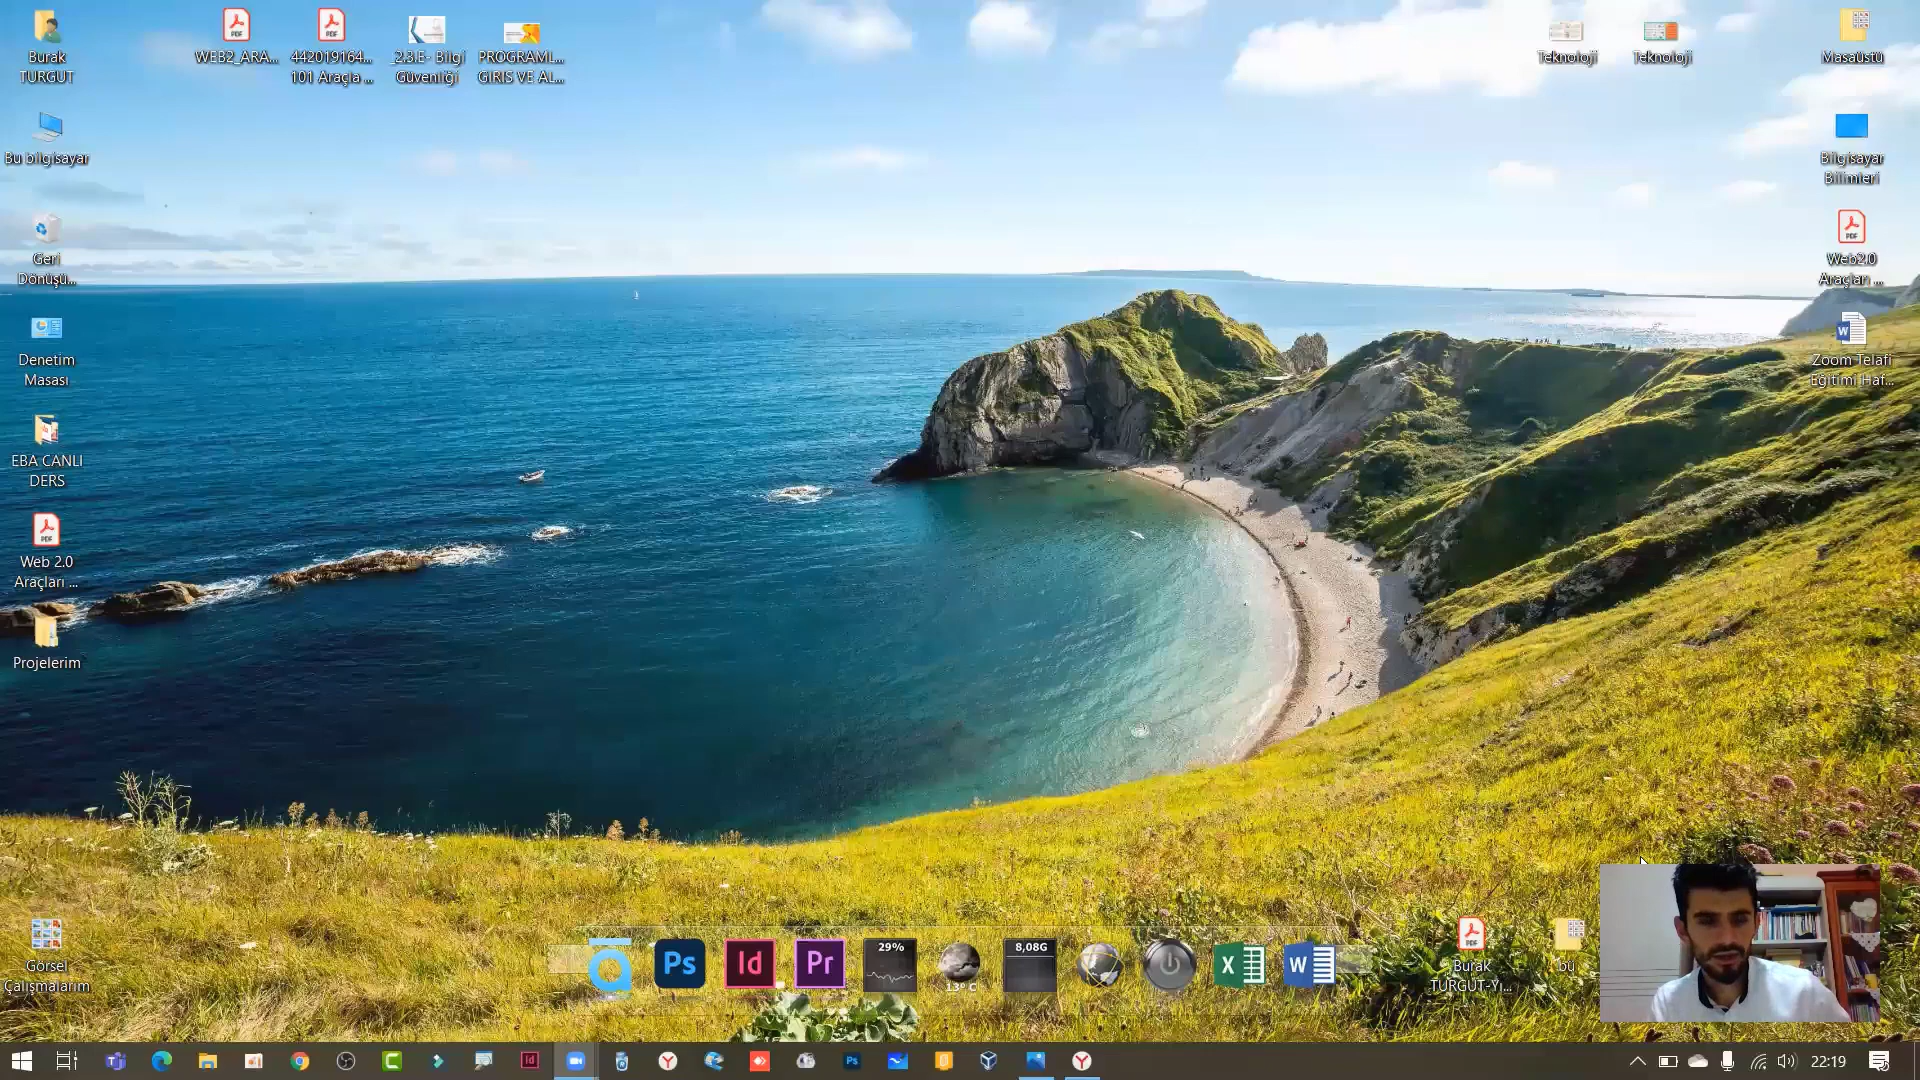 Burak
TURGUT
WEB2_ARA...
442019164...
101 Araçla ...
_2.3.E- Bilgi
Güvenliği
PROGRAML...
GIRIS VE AL...
Teknoloji
Teknoloji
Masaüstü
Bu bilgisayar
Bilgisayar
Bilimleri
Geri
Dönüşü...
Web2.0
Araçları ...
Denetim
Masası
Zoom Telafi
Eğitimi Haf...
EBA CANLI
DERS
Web 2.0
Araçları ...
Projelerim
Görsel
Çalışmalarım
Ps
Id
Pr
29%
13° C
8,08G
X
W
Burak
TURGUT-Yı...
bü
22:19